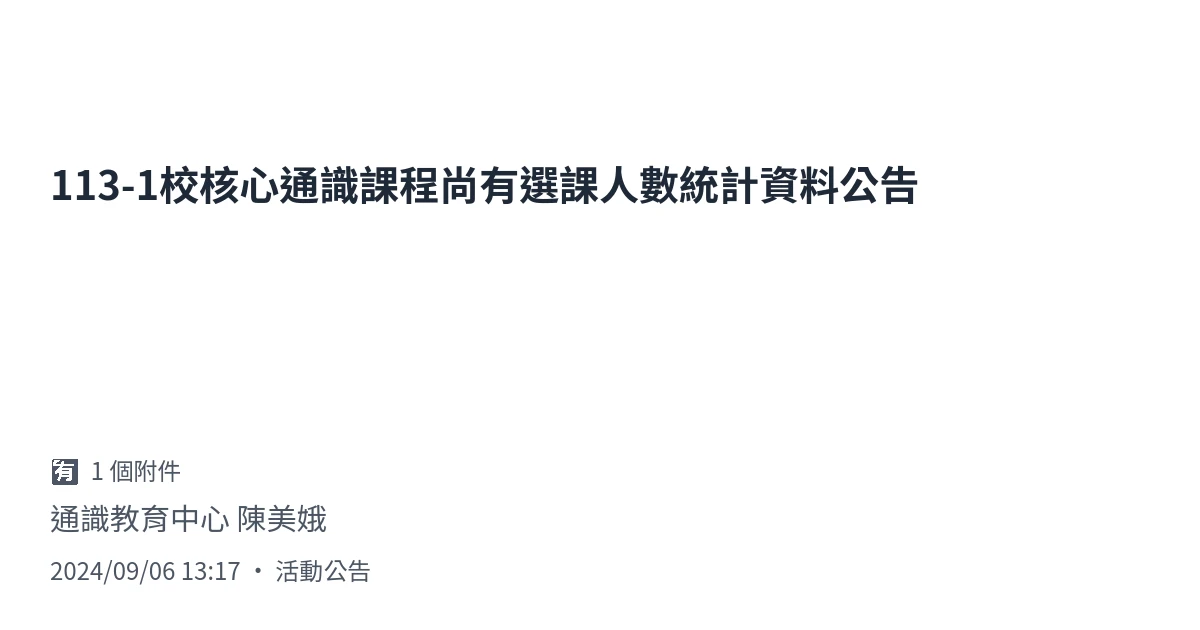 113-1校核心通識課程尚有選課人數統計資料公告
🈶 1 個附件
通識教育中心 陳美娥
2024/09/06 13:17 • 活動公告